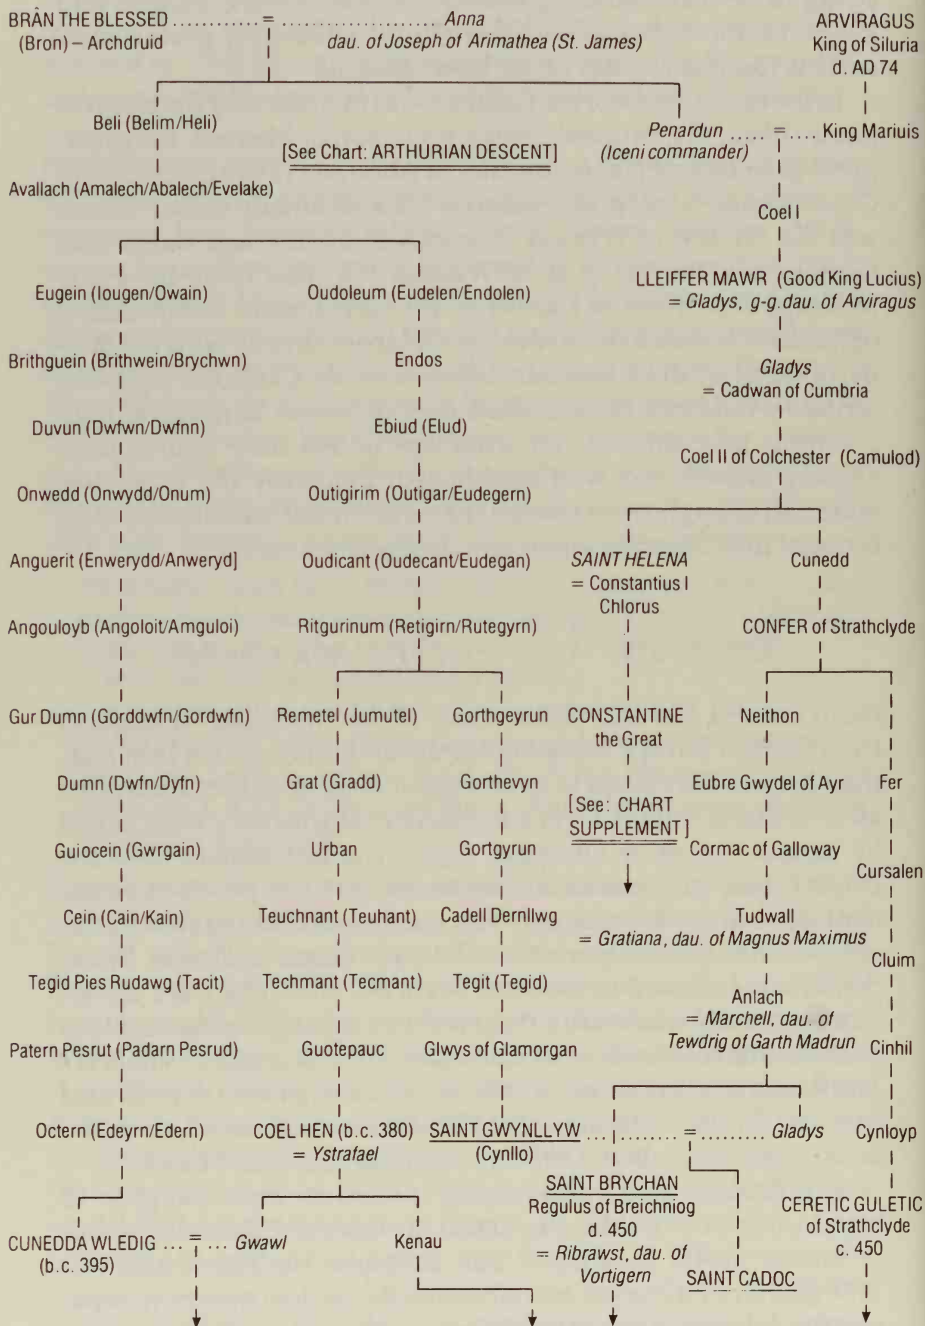 BRÂN THE BLESSED ............ = .................... Anna ARVIRAGUS
(Bron) – Archdruid dau. of Joseph of Arimathea (St. James) King of Siluria
d. AD 74
Beli (Belim/Heli) Penardun ..... = .... King Mariuis
[See Chart: ARTHURIAN DESCENT] (Iceni commander)
Avallach (Amalech/Abalech/Evelake)
Coel I
Eugein (Iougen/Owain) Oudoleum (Eudelen/Endolen) LLEIFFER MAWR (Good King Lucius)
= Gladys, g-g.dau. of Arviragus
Brithguein (Brithwein/Brychwn) Endos Gladys
= Cadwan of Cumbria
Duvun (Dwfwn/Dwfnn) Ebiud (Elud)
Coel II of Colchester (Camulod)
Onwedd (Onwydd/Onum) Outigirim (Outigar/Eudegern)
Anguerit (Enwerydd/Anweryd] Oudicant (Oudecant/Eudegan) SAINT HELENA Cunedd
= Constantius I
Chlorus
Angouloyb (Angoloit/Amguloi) Ritgurinum (Retigirn/Rutegyrn) CONFER of Strathclyde
Gur Dumn (Gorddwfn/Gordwfn) Remetel (Jumutel) Gorthgeyrun CONSTANTINE Neithon
the Great
Dumn (Dwfn/Dyfn) Grat (Gradd) Gorthevyn Eubre Gwydel of Ayr Fer
[See: CHART
SUPPLEMENT]
Guiocein (Gwrgain) Urban Gortgyrun Cormac of Galloway
Cursalen
Cein (Cain/Kain) Teuchnant (Teuhant) Cadell Dernllwg Tudwall
= Gratiana, dau. of Magnus Maximus
Cluim
Tegid Pies Rudawg (Tacit) Techmant (Tecmant) Tegit (Tegid) Anlach
= Marchell, dau. of
Tewdrig of Garth Madrun
Patern Pesrut (Padarn Pesrud) Guotepauc Glwys of Glamorgan Cinhil
Octern (Edeyrn/Edern) COEL HEN (b.c. 380) SAINT GWYNLLYW ... ........ = ......... Gladys Cynloyp
= Ystrafael (Cynllo)
SAINT BRYCHAN
Regulus of Breichniog CERETIC GULETIC
d. 450 of Strathclyde
CUNEDDA WLEDIG ... = ... Gwawl Kenau = Ribrawst, dau. of c. 450
(b.c. 395) Vortigern SAINT CADOC